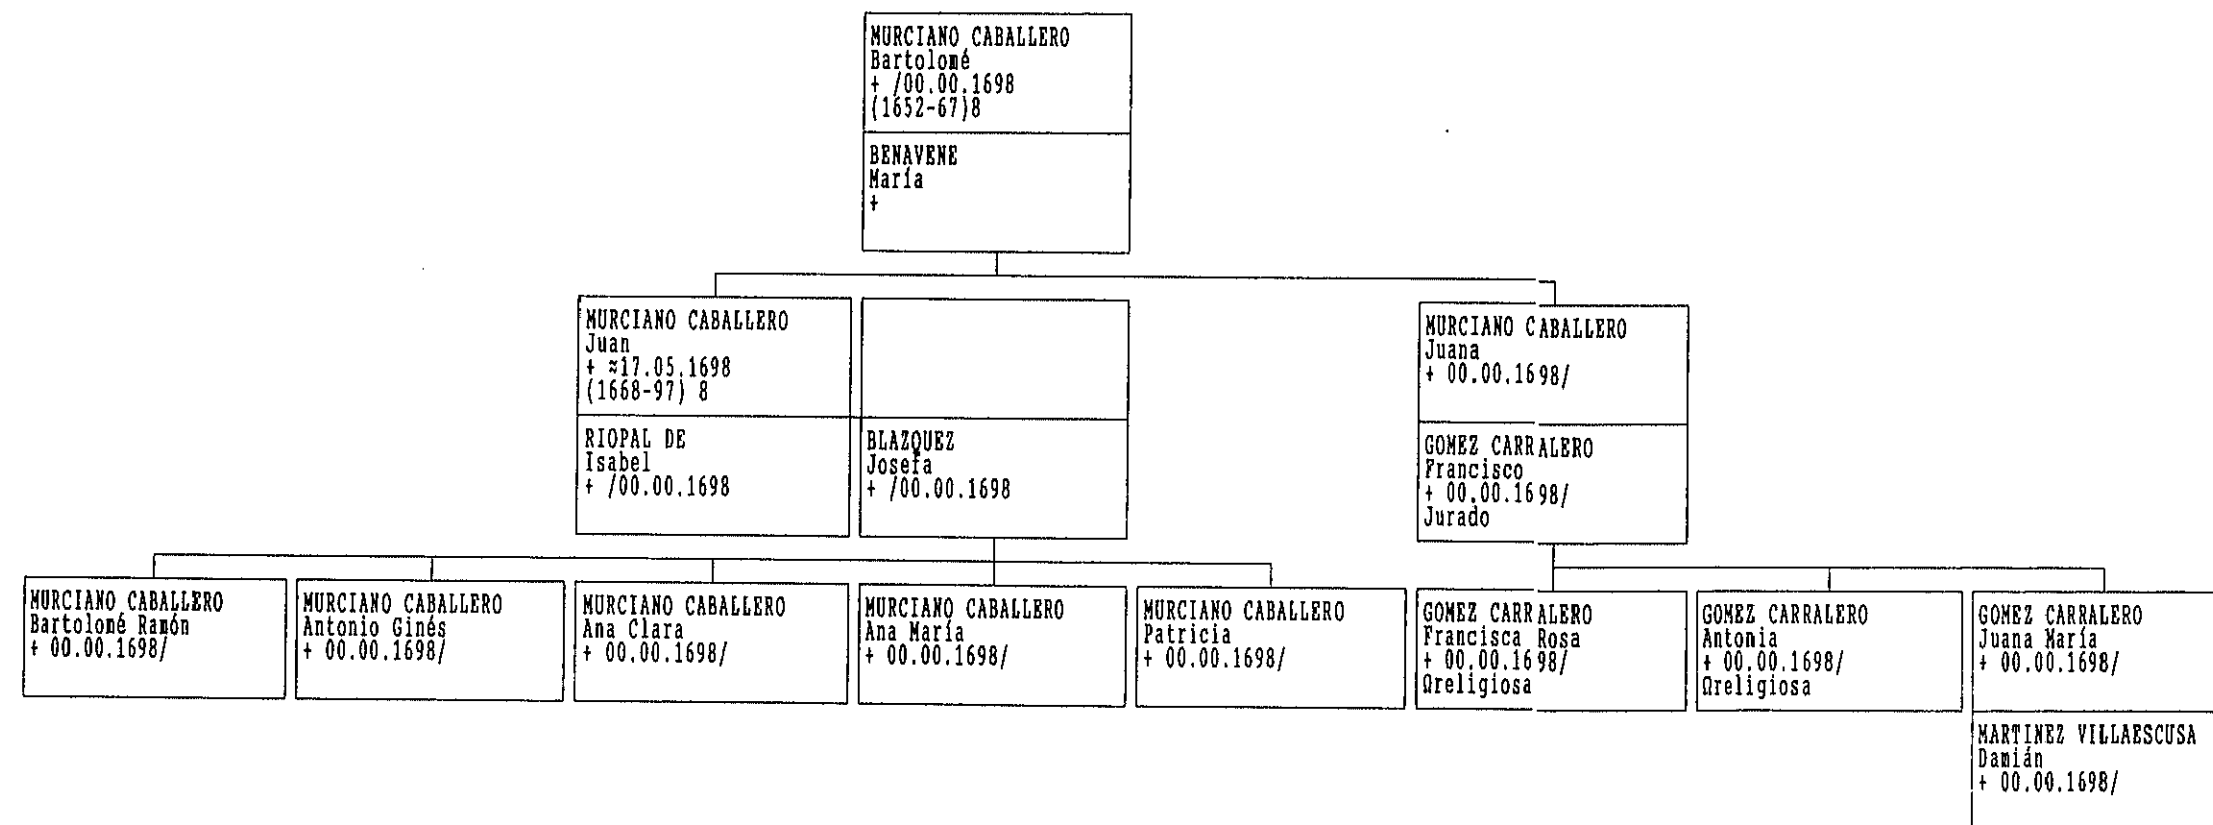 MURCIANO CABALLERO
Bartolomé
+ /00.00.1698
(1652-67)8
BENAVENE
María
+
MURCIANO CABALLERO
Juan
+ ≈17.05.1698
(1668-97) 8
RIOPAL DE
Isabel
+ /00.00.1698
BLAZQUEZ
Josefa
+ /00.00.1698
MURCIANO CABALLERO
Juana
+ 00.00.1698/
GOMEZ CARRALERO
Francisco
+ 00.00.1698/
Jurado
MURCIANO CABALLERO
Bartolomé Ramón
+ 00.00.1698/
MURCIANO CABALLERO
Antonio Ginés
+ 00.00.1698/
MURCIANO CABALLERO
Ana Clara
+ 00.00.1698/
MURCIANO CABALLERO
Ana María
+ 00.00.1698/
MURCIANO CABALLERO
Patricia
+ 00.00.1698/
GOMEZ CARRALERO
Francisca Rosa
+ 00.00.1698/
Ωreligiosa
GOMEZ CARRALERO
Antonia
+ 00.00.1698/
Ωreligiosa
GOMEZ CARRALERO
Juana María
+ 00.00.1698/
MARTINEZ VILLAESCUSA
Damián
+ 00.00.1698/